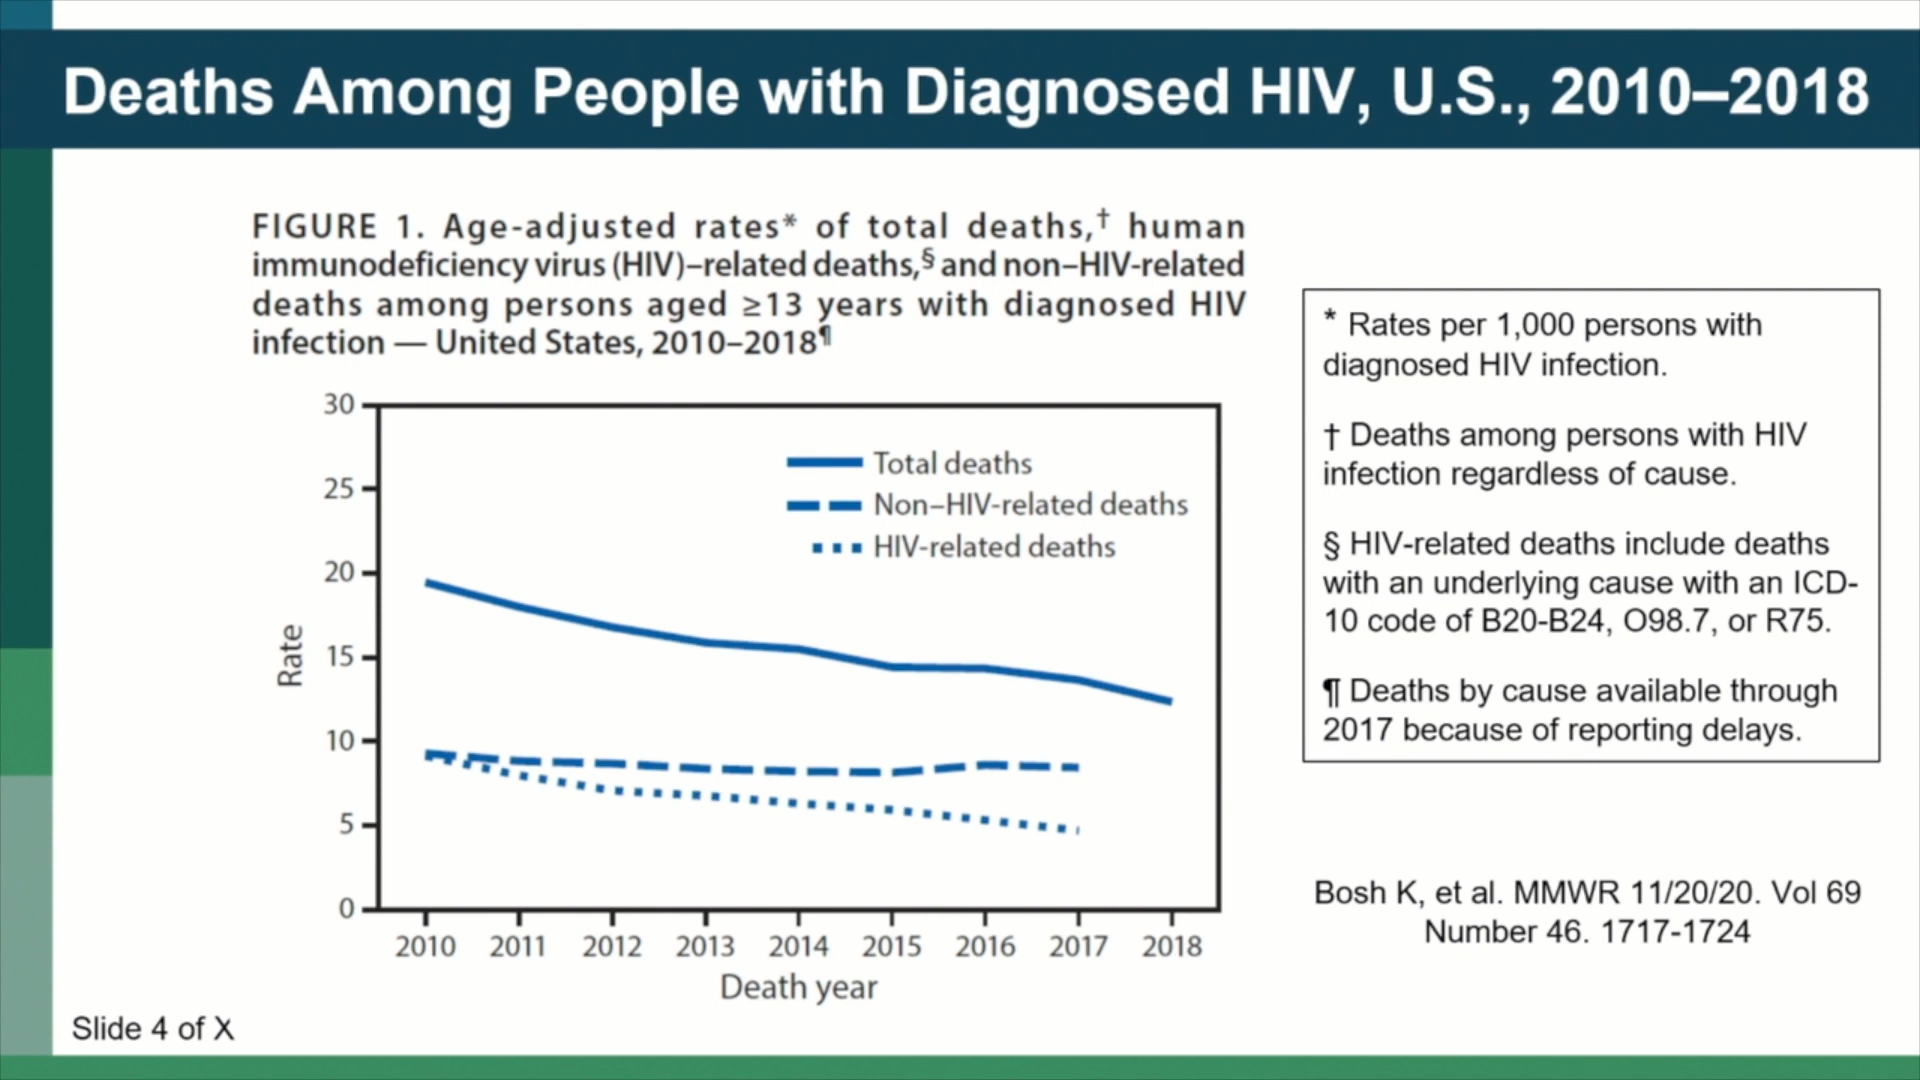 Deaths Among People with Diagnosed HIV, U.S., 2010–2018
FIGURE 1. Age-adjusted rates* of total deaths,† human
immunodeficiency virus (HIV)–related deaths,§ and non–HIV-related
deaths among persons aged ≥13 years with diagnosed HIV
infection — United States, 2010–2018¶
30
25
20
15
10
5
0
Rate
Total deaths
Non–HIV-related deaths
HIV-related deaths
2010 2011 2012 2013 2014 2015 2016 2017 2018
Death year
* Rates per 1,000 persons with
diagnosed HIV infection.
† Deaths among persons with HIV
infection regardless of cause.
§ HIV-related deaths include deaths
with an underlying cause with an ICD-
10 code of B20-B24, O98.7, or R75.
¶ Deaths by cause available through
2017 because of reporting delays.
Bosh K, et al. MMWR 11/20/20. Vol 69
Number 46. 1717-1724
Slide 4 of X